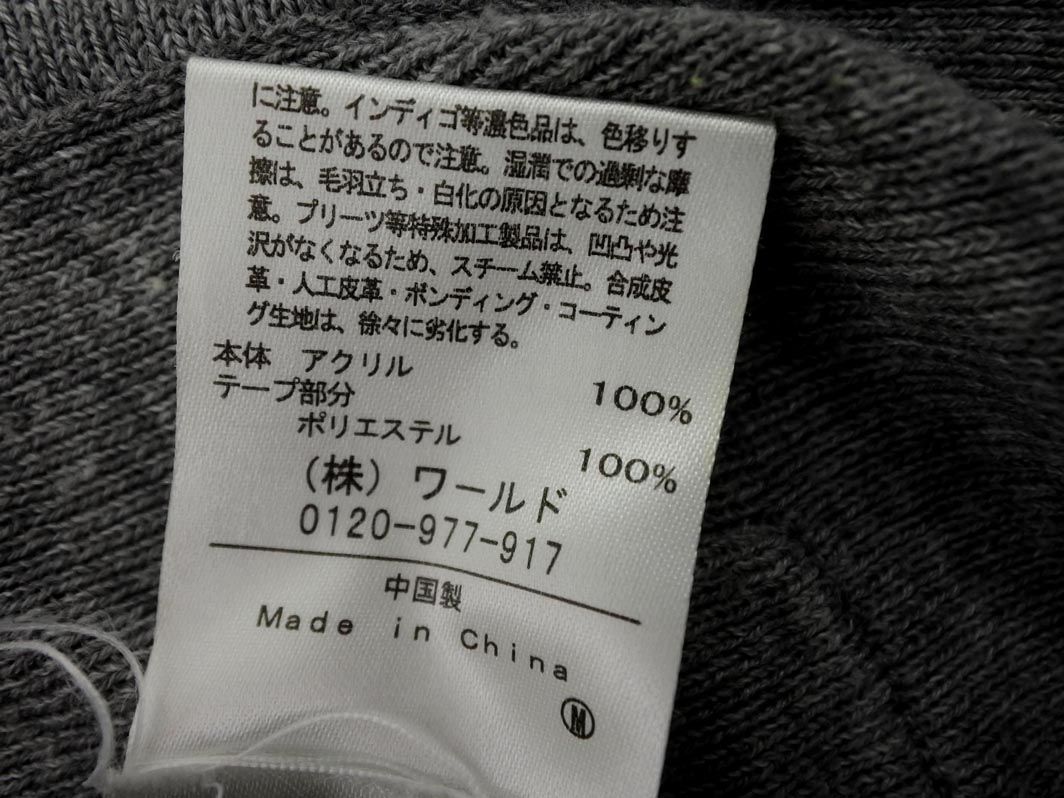 に注意。インディゴ等濃色品は、色移りす
ることがあるので注意。湿潤での過剰な摩
擦は、毛羽立ち・白化の原因となるため注
意。プリーツ等特殊加工製品は、凹凸や光
沢がなくなるため、スチーム禁止。合成皮
革・人工皮革・ボンディング・コーティン
グ生地は、徐々に劣化する。
本体 アクリル 100%
テープ部分
ポリエステル 100%
(株) ワールド
0120-977-917
中国製
Made in China
Ⓜ